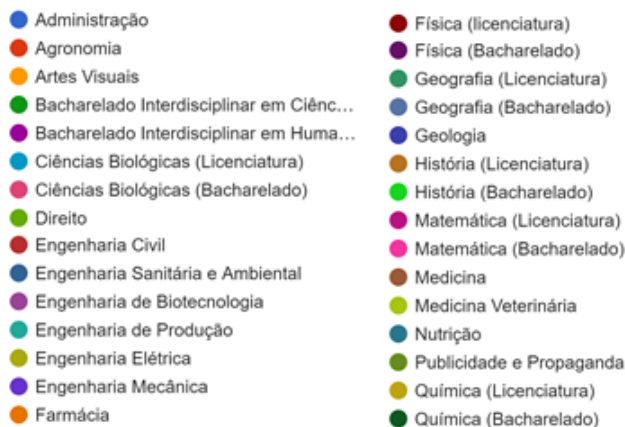 Administração
Agronomia
Artes Visuais
Bacharelado Interdisciplinar em Ciênc...
Bacharelado Interdisciplinar em Huma...
Ciências Biológicas (Licenciatura)
Ciências Biológicas (Bacharelado)
Direito
Engenharia Civil
Engenharia Sanitária e Ambiental
Engenharia de Biotecnologia
Engenharia de Produção
Engenharia Elétrica
Engenharia Mecânica
Farmácia
Física (licenciatura)
Física (Bacharelado)
Geografia (Licenciatura)
Geografia (Bacharelado)
Geologia
História (Licenciatura)
História (Bacharelado)
Matemática (Licenciatura)
Matemática (Bacharelado)
Medicina
Medicina Veterinária
Nutrição
Publicidade e Propaganda
Química (Licenciatura)
Química (Bacharelado)